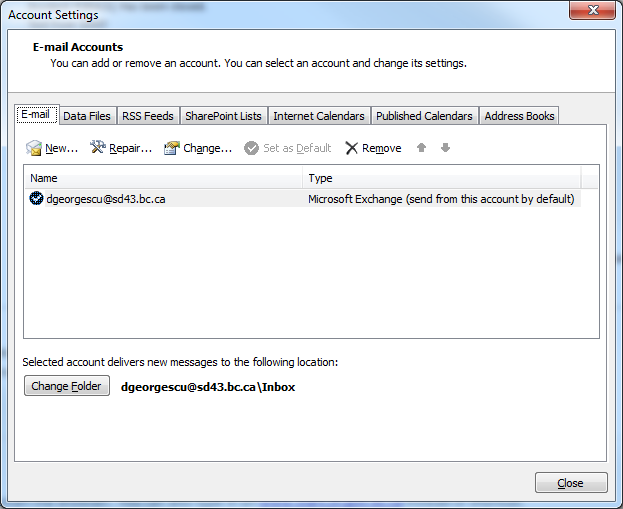 Account Settings
E-mail Accounts
You can add or remove an account. You can select an account and change its settings.
E-mail Data Files RSS Feeds SharePoint Lists Internet Calendars Published Calendars Address Books
New... Repair... Change... Set as Default Remove
Name Type
dgeorgescu@sd43.bc.ca Microsoft Exchange (send from this account by default)
Selected account delivers new messages to the following location:
Change Folder dgeorgescu@sd43.bc.ca\Inbox
Close